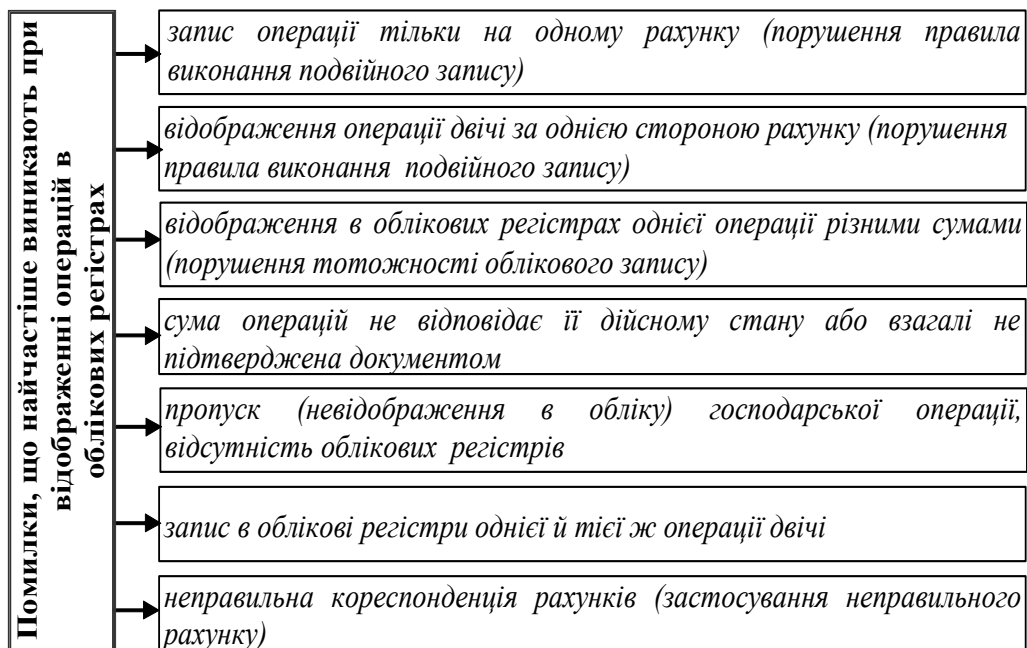 Помилки, що найчастіше виникають при
відображенні операцій в
облікових регістрах
запис операції тільки на одному рахунку (порушення правила
виконання подвійного запису)
відображення операції двічі за однією стороною рахунку (порушення
правила виконання подвійного запису)
відображення в облікових регістрах однієї операції різними сумами
(порушення тотожності облікового запису)
сума операцій не відповідає її дійсному стану або взагалі не
підтверджена документом
пропуск (невідображення в обліку) господарської операції,
відсутність облікових регістрів
запис в облікові регістри однієї й тієї ж операції двічі
неправильна кореспонденція рахунків (застосування неправильного
рахунку)